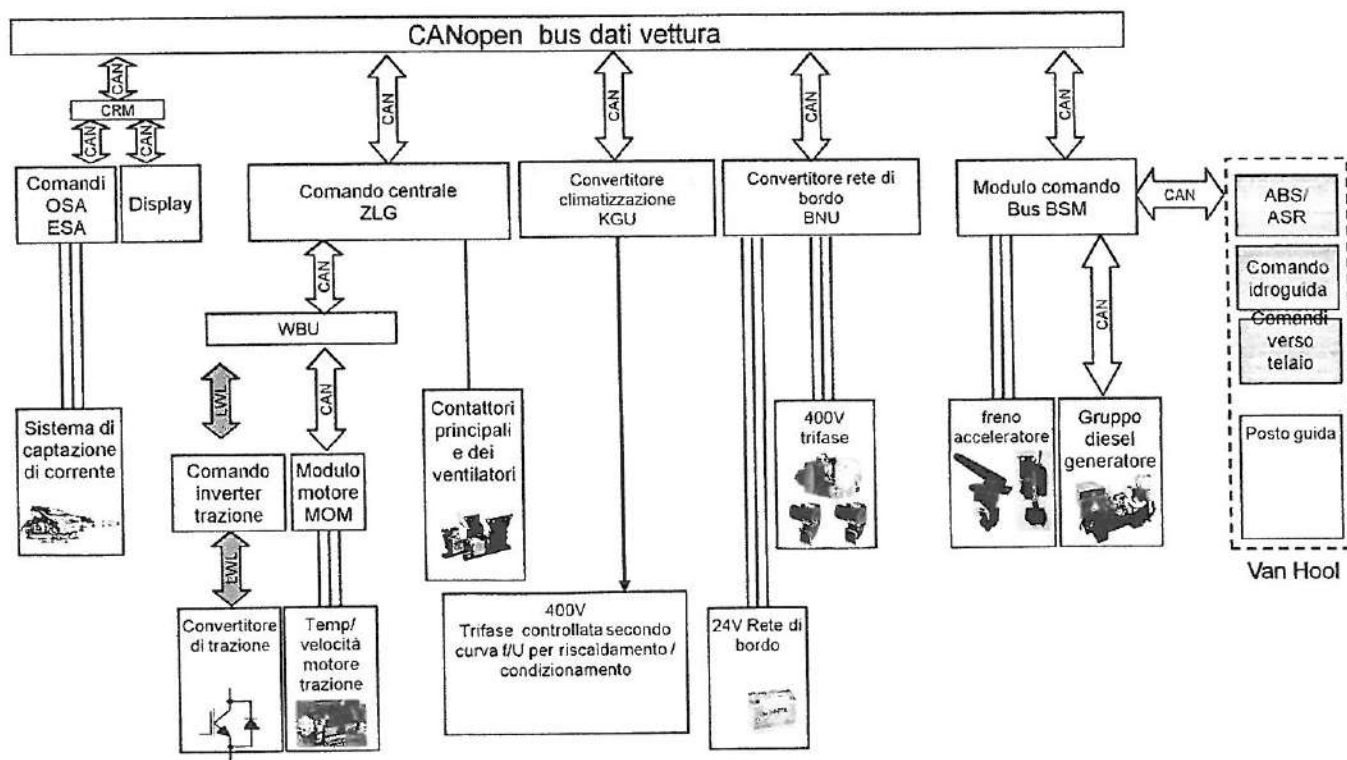 CANopen bus dati vettura
CAN
CRM
CAN
CAN
CAN
CAN
CAN
CAN
Comandi
OSA
ESA
Display
Comando centrale
ZLG
Convertitore
climatizzazione
KGU
Convertitore rete di
bordo
BNU
Modulo comando
Bus BSM
CAN
ABS/
ASR
Comando
idroguida
Comandi
verso
telaio
Posto guida
Van Hool
CAN
WBU
LWL
CAN
CAN
Sistema di
captazione
di corrente
Comando
inverter
trazione
Modulo
motore
MOM
Contattori
principali
e dei
ventilatori
400V
trifase
freno
acceleratore
Gruppo
diesel
generatore
LWL
Convertitore
di trazione
Temp/
velocità
motore
trazione
400V
Trifase controllata secondo
curva f/U per riscaldamento /
condizionamento
24V Rete di
bordo